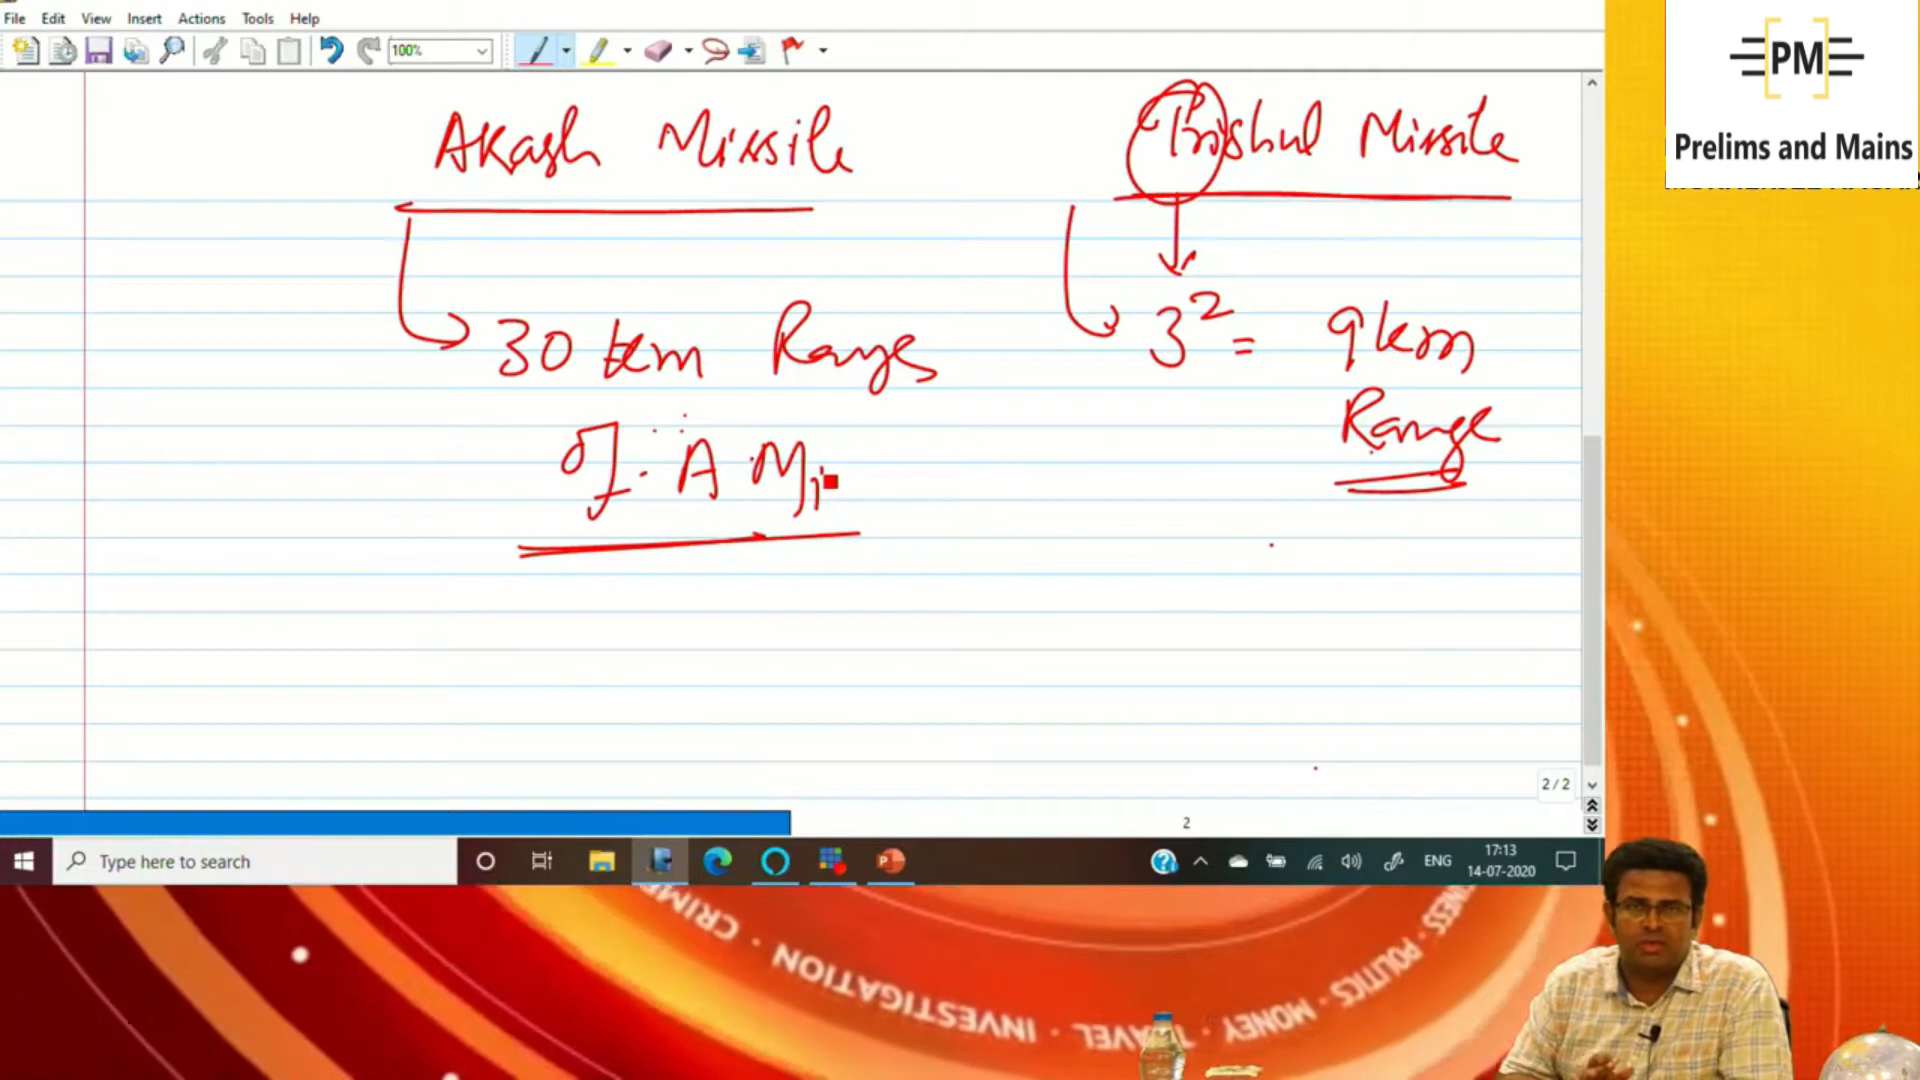 File Edit View Insert Actions Tools Help
100%
PM
Prelims and Mains
Akash Missile
Trishul Missile
30 km Range
3² = 9 km
Range
of A Mi
2 / 2
2
Type here to search
ENG
17:13
14-07-2020
CRIME · INVESTIGATION · TRAVEL · MONEY · POLITICS ·